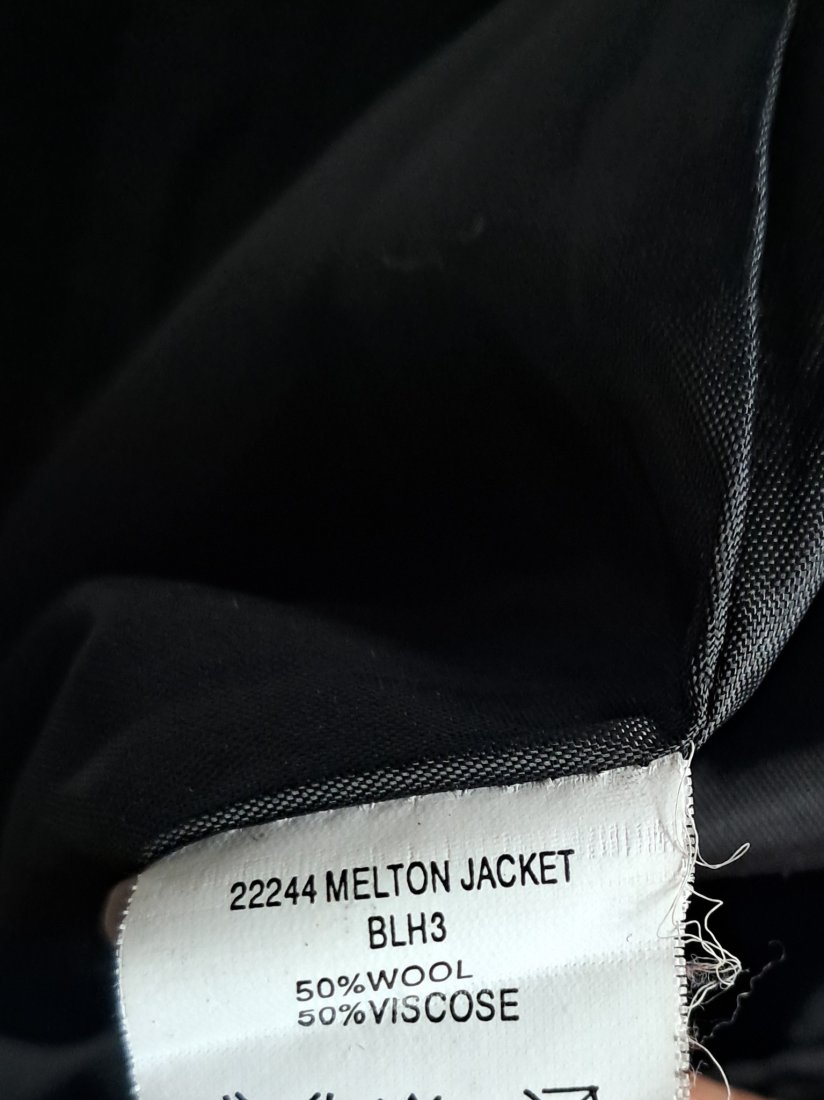 22244 MELTON JACKET
BLH3
50%WOOL
50%VISCOSE